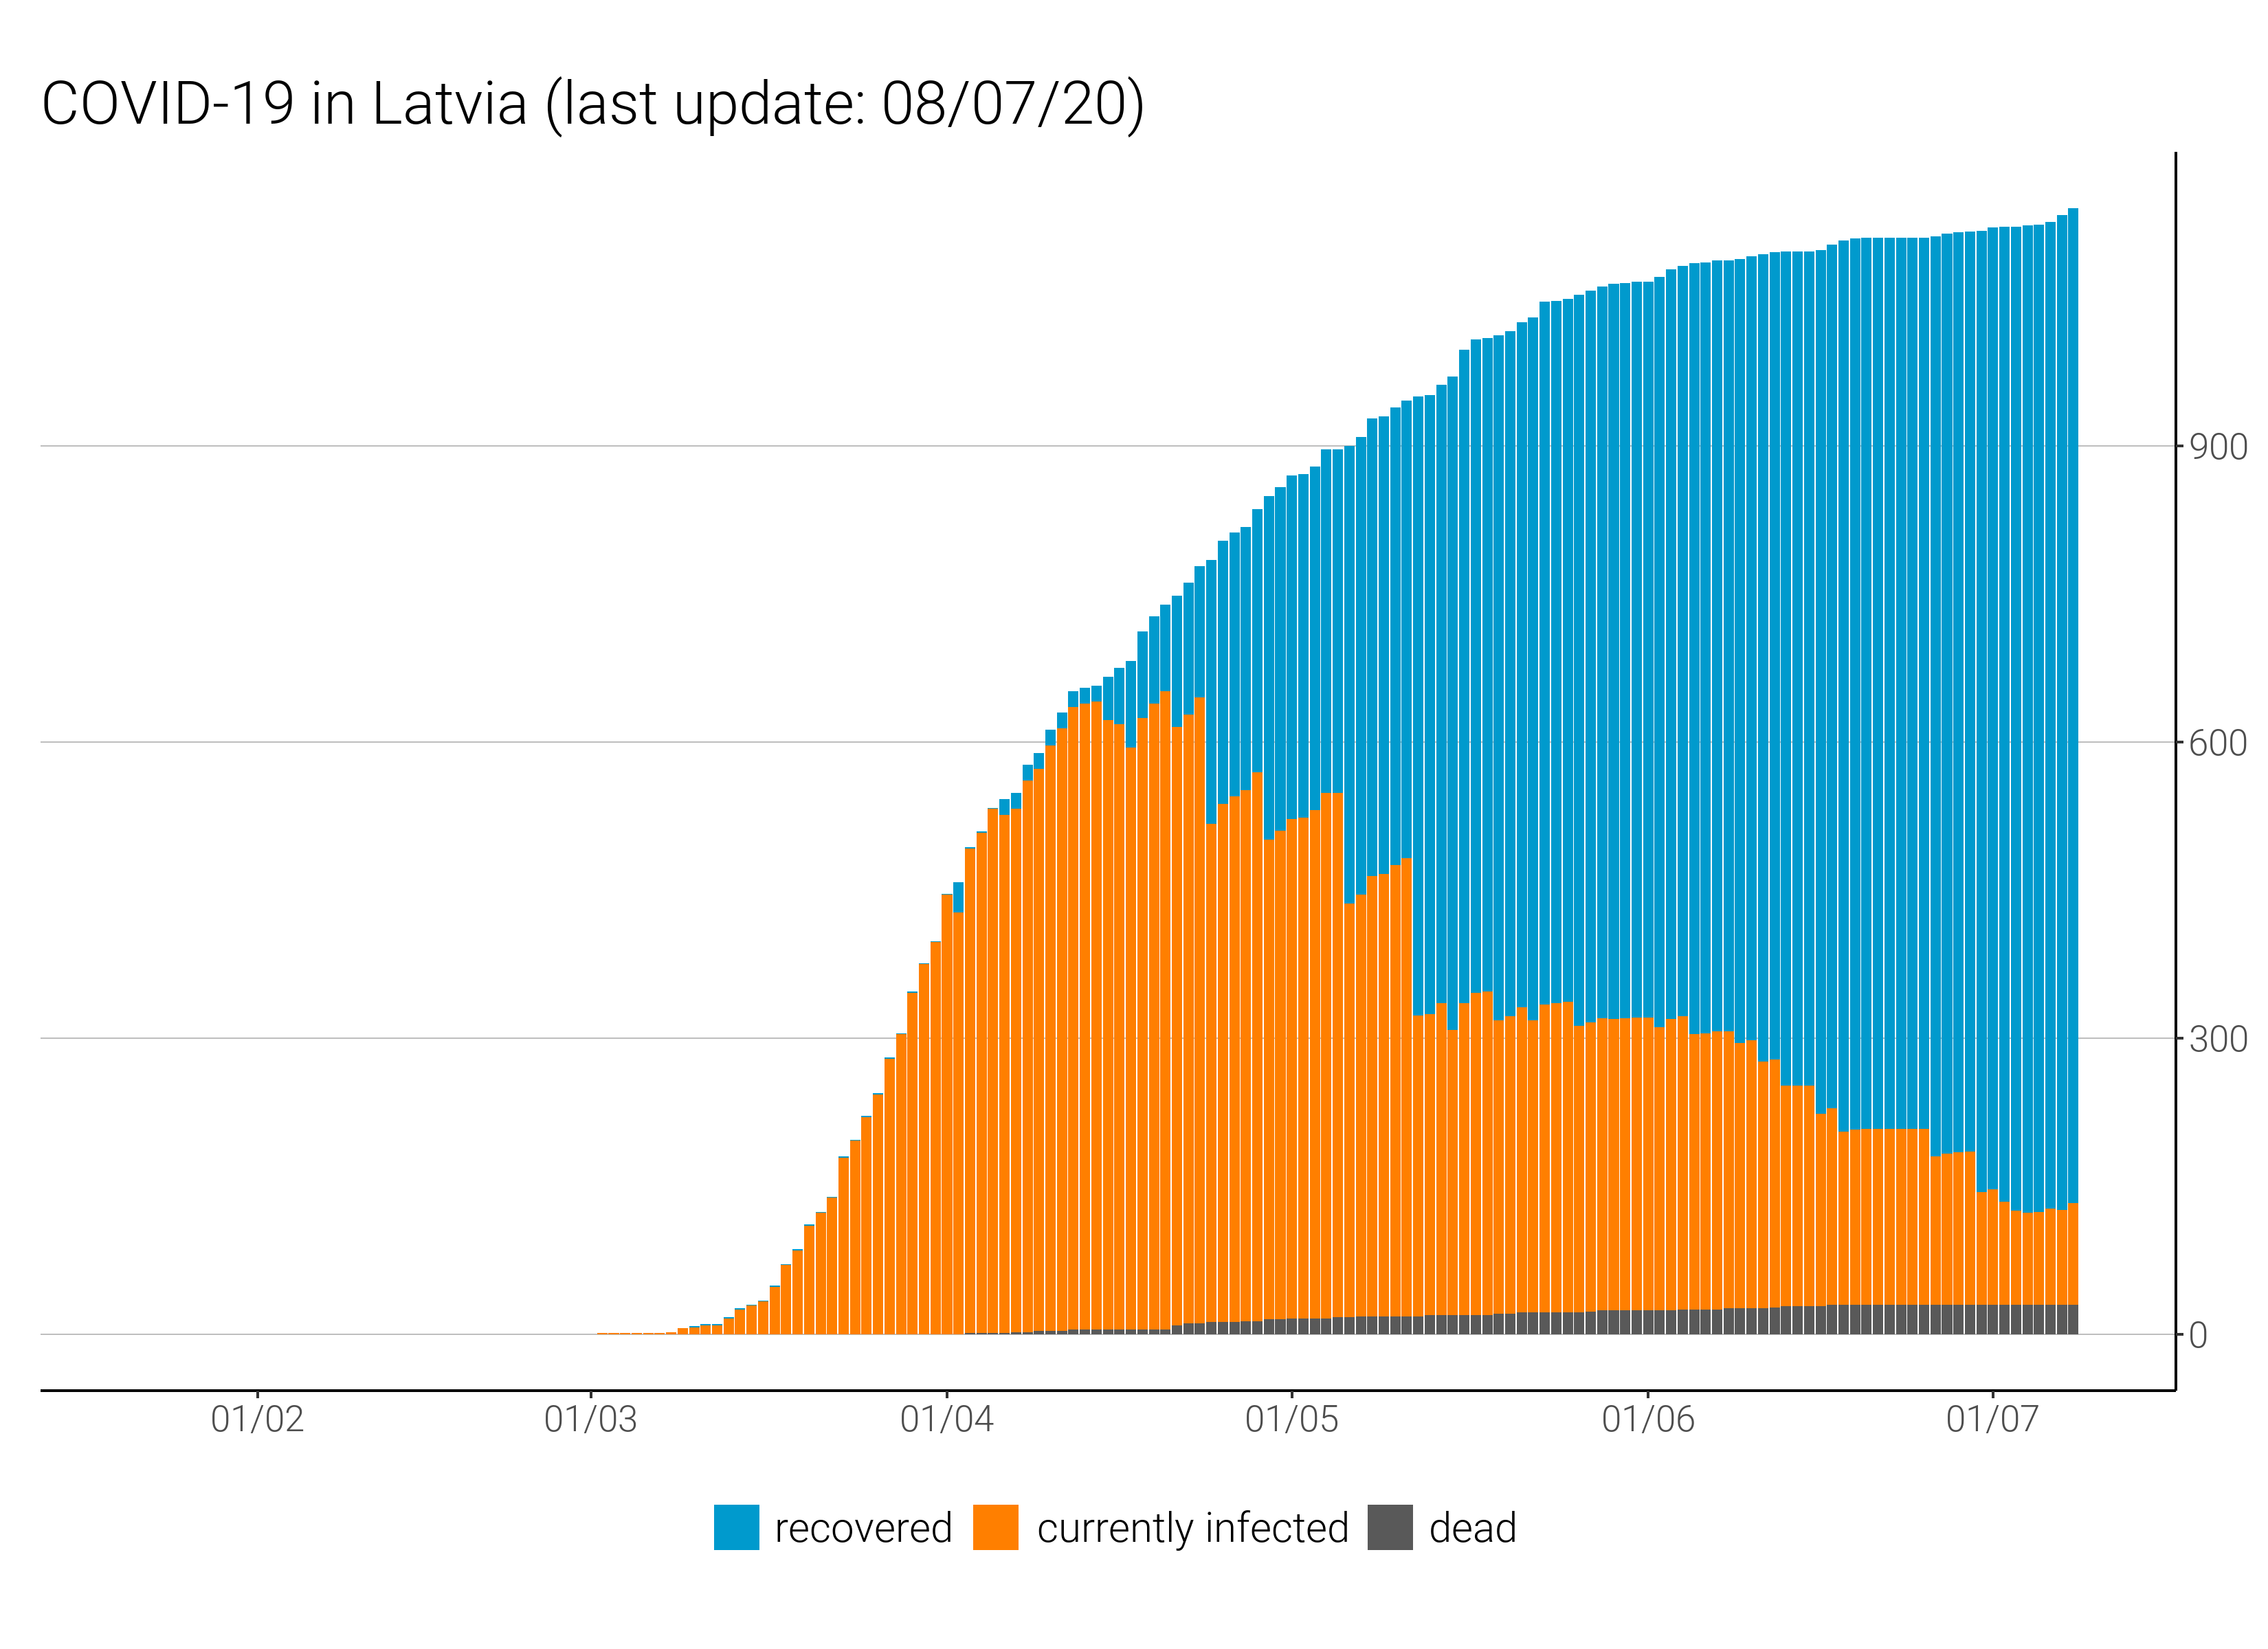 COVID-19 in Latvia (last update: 08/07/20)
900
600
300
0
01/02 01/03 01/04 01/05 01/06 01/07
recovered currently infected dead